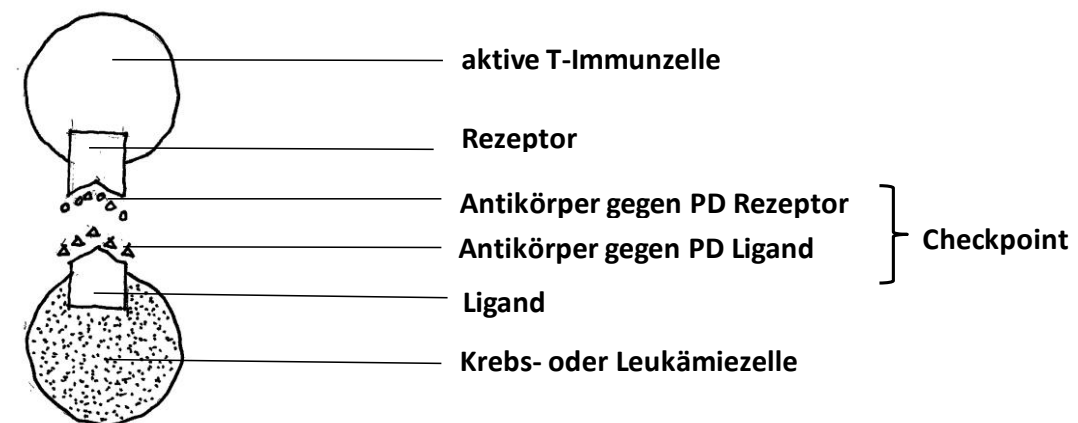 aktive T-Immunzelle
Rezeptor
Antikörper gegen PD Rezeptor
Antikörper gegen PD Ligand
Checkpoint
Ligand
Krebs- oder Leukämiezelle